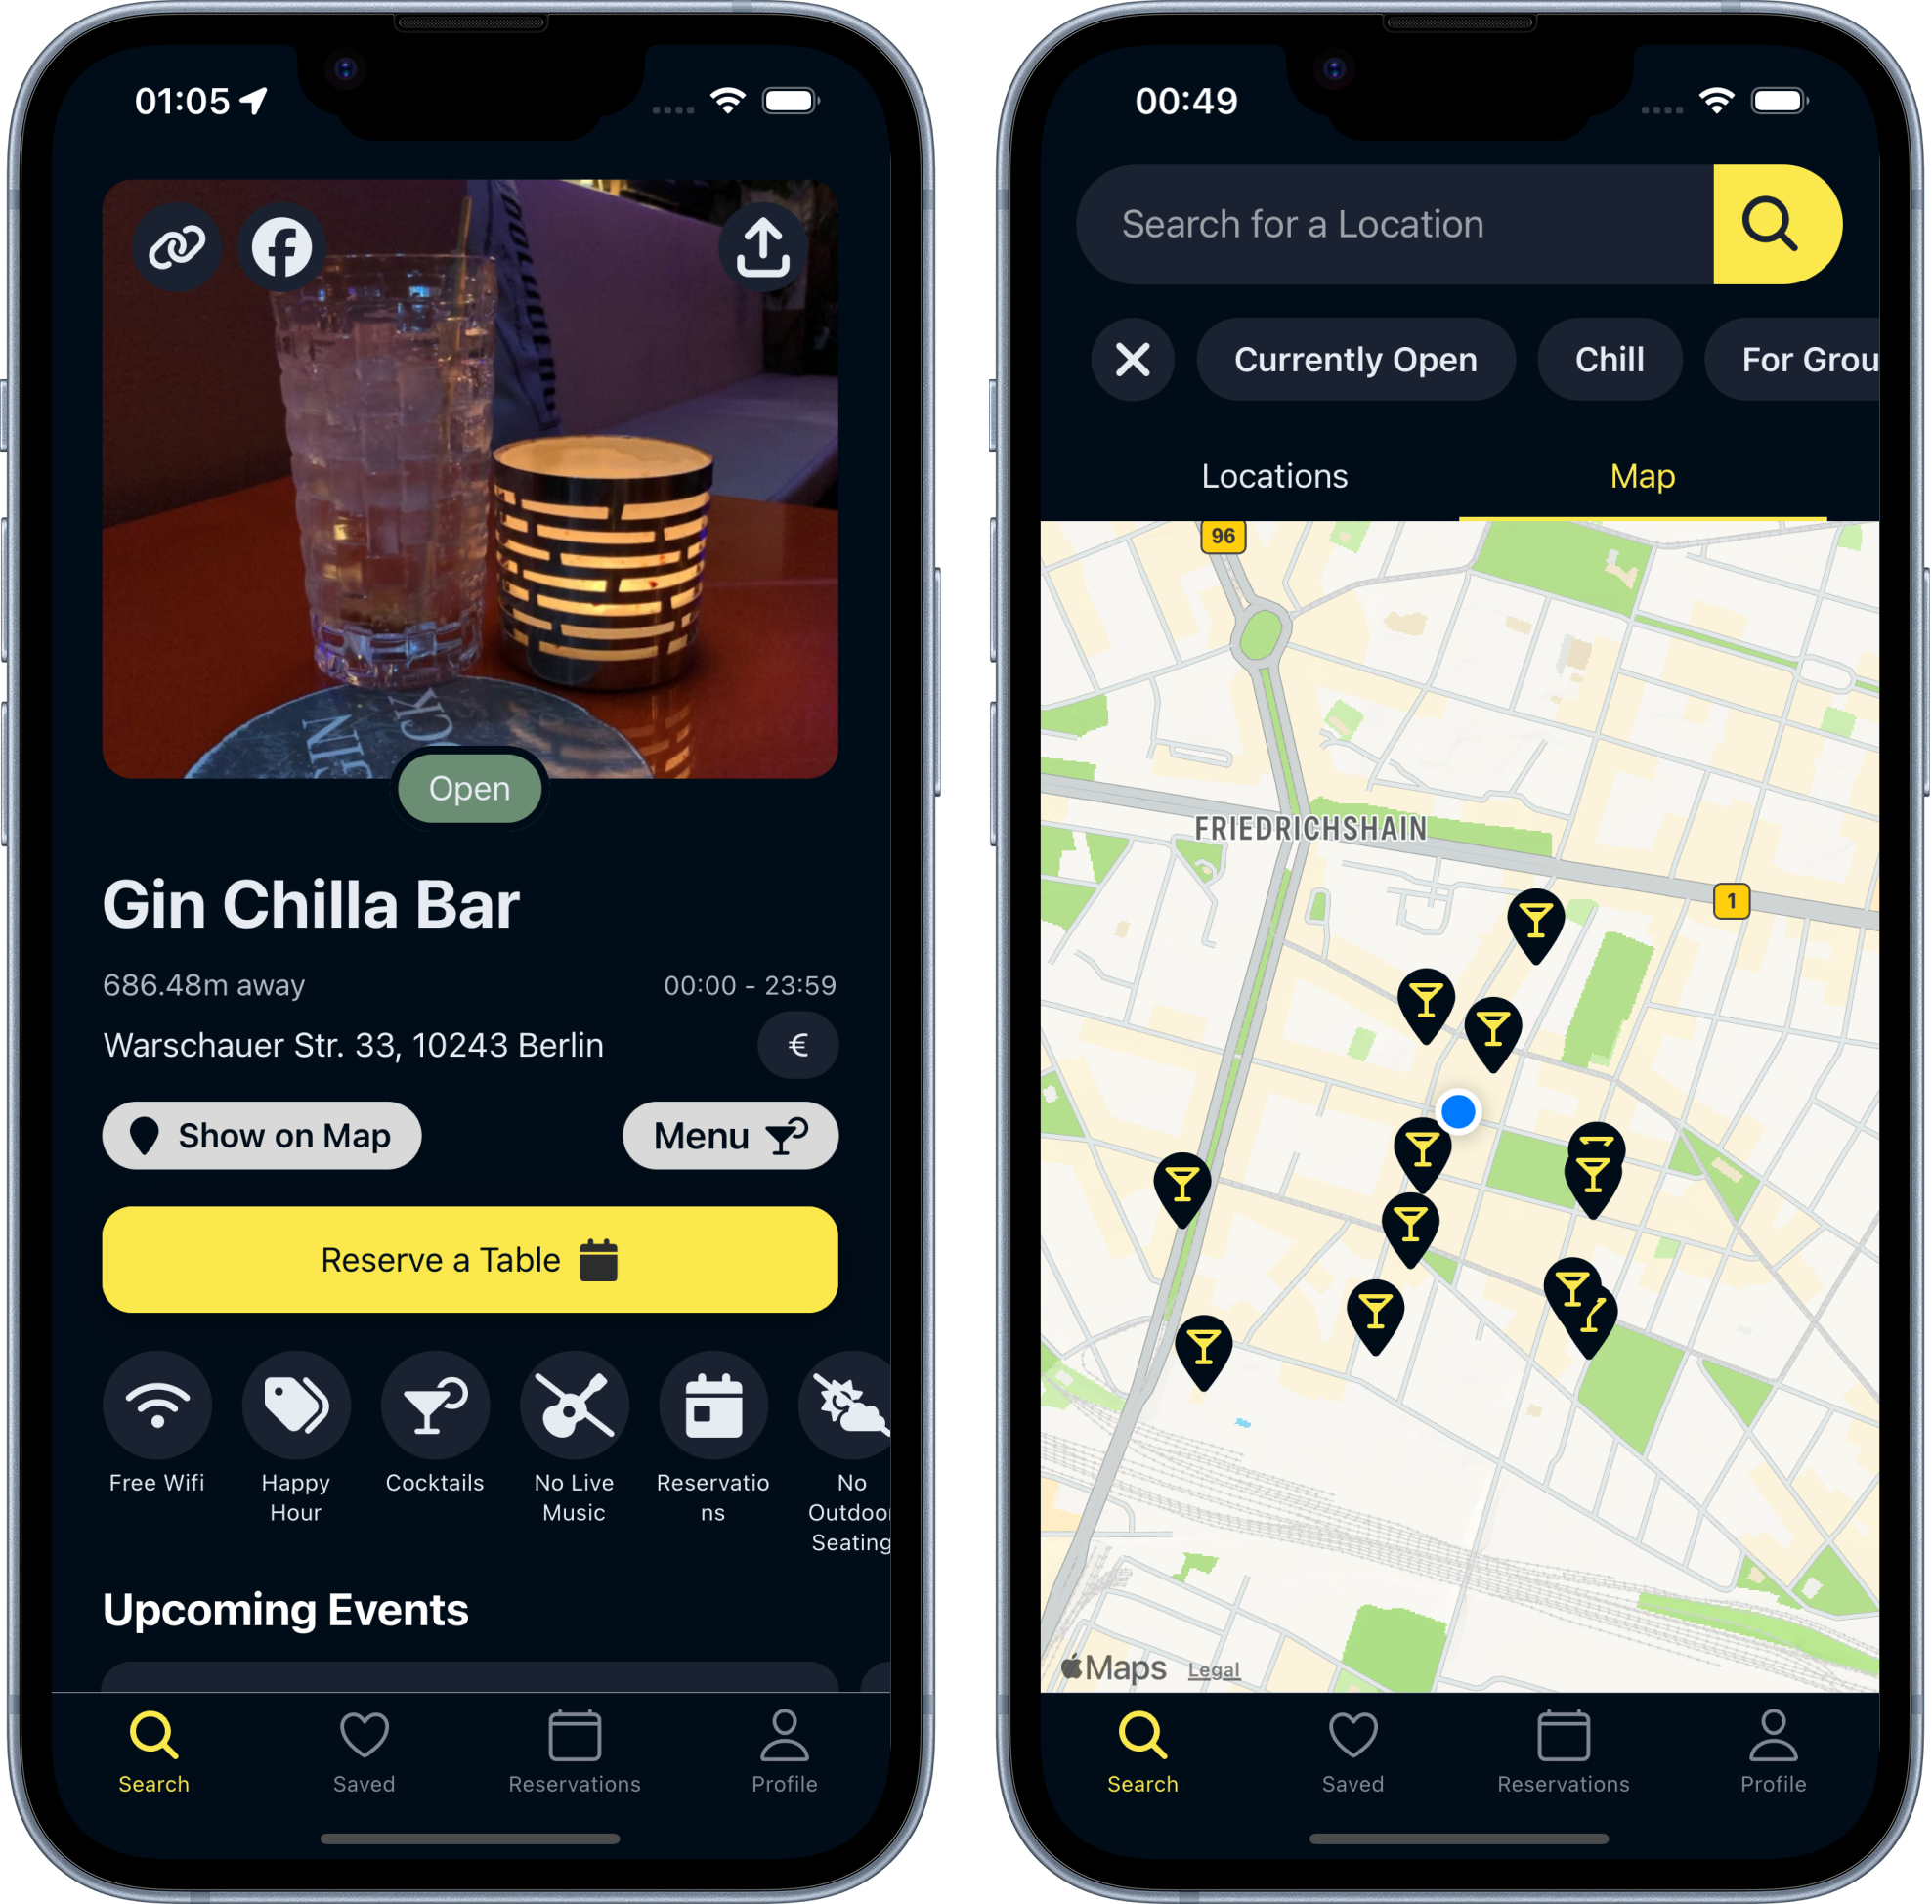 01:05
GIN
CK
Open
Gin Chilla Bar
686.48m away
00:00 - 23:59
Warschauer Str. 33, 10243 Berlin
€
Show on Map
Menu
Reserve a Table
Free Wifi
Happy
Hour
Cocktails
No Live
Music
Reservatio
ns
No
Outdoor
Seating
Upcoming Events
Search
Saved
Reservations
Profile
00:49
Search for a Location
Currently Open
Chill
For Grou
Locations
Map
96
FRIEDRICHSHAIN
1
Maps
Legal
Search
Saved
Reservations
Profile